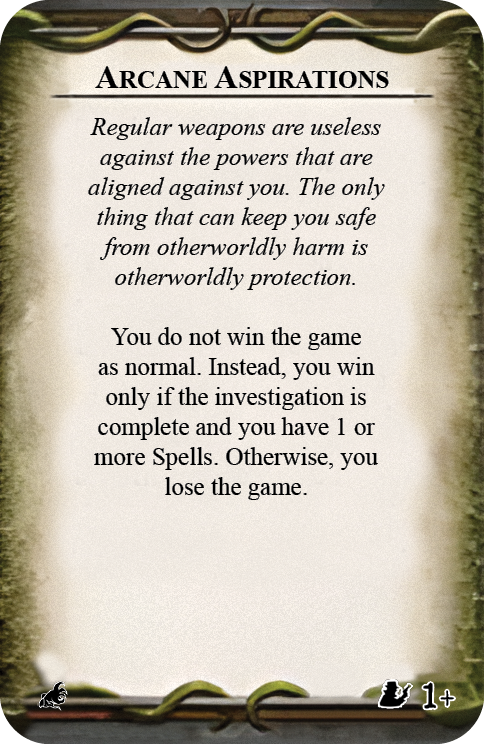 ARCANE ASPIRATIONS
Regular weapons are useless
against the powers that are
aligned against you. The only
thing that can keep you safe
from otherworldly harm is
otherworldly protection.
You do not win the game
as normal. Instead, you win
only if the investigation is
complete and you have 1 or
more Spells. Otherwise, you
lose the game.
1+